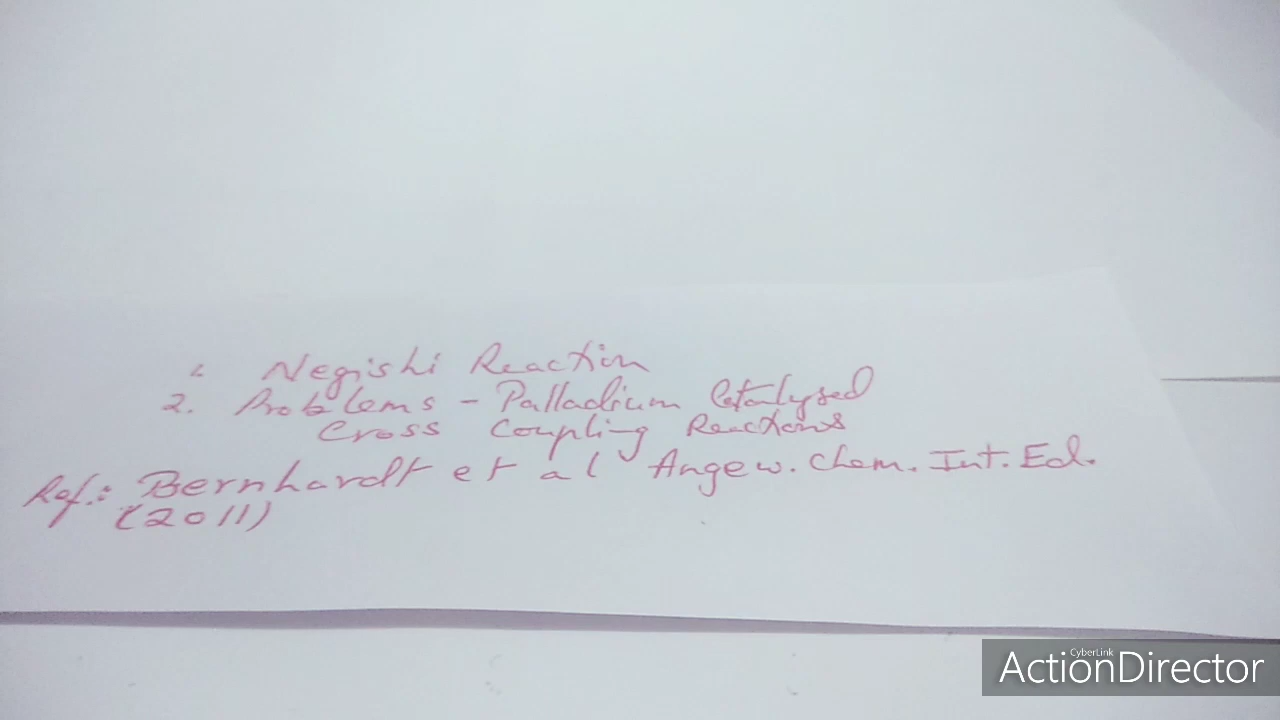 1. Negishi Reaction
2. Problems - Palladium Catalysed
Cross Coupling Reactions
Ref.: Bernhardt et al Angew. Chem. Int. Ed.
(2011)
CyberLink
ActionDirector